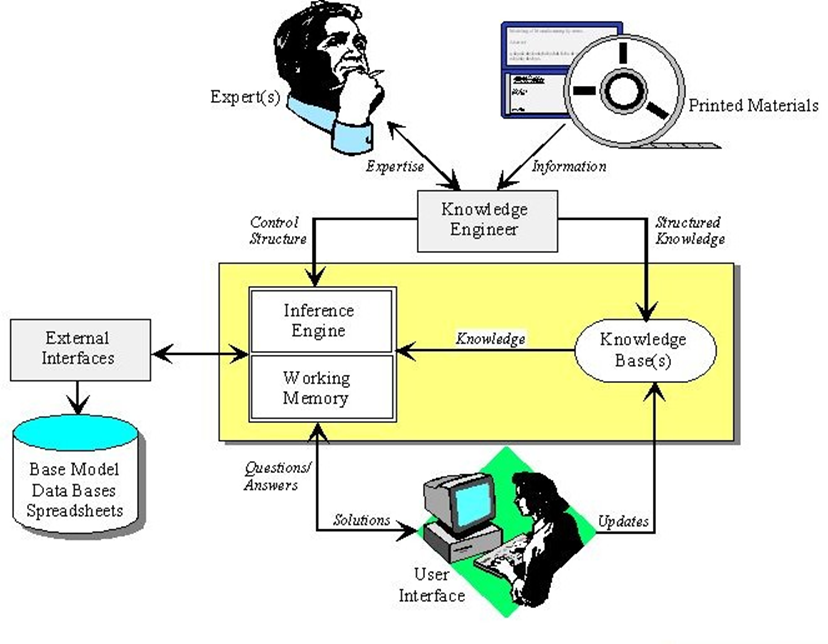 Expert(s)
Printed Materials
Expertise
Information
Knowledge
Engineer
Control
Structure
Structured
Knowledge
Inference
Engine
External
Interfaces
Knowledge
Knowledge
Base(s)
Working
Memory
Base Model
Data Bases
Spreadsheets
Questions/
Answers
Solutions
Updates
User
Interface